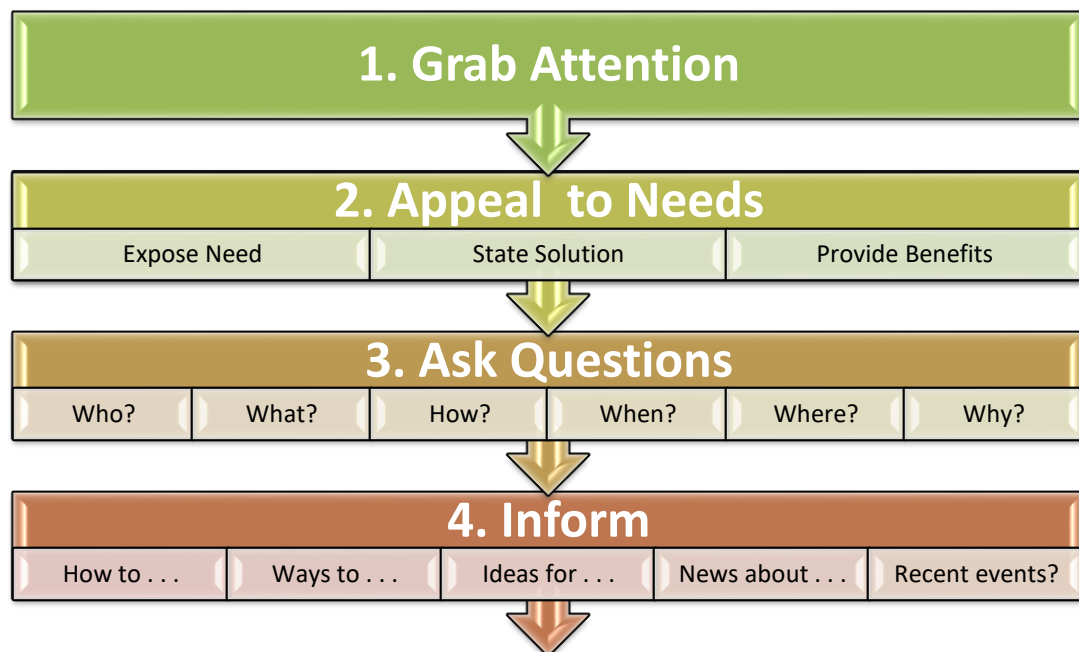 1. Grab Attention
2. Appeal to Needs
Expose Need State Solution Provide Benefits
3. Ask Questions
Who? What? How? When? Where? Why?
4. Inform
How to . . . Ways to . . . Ideas for . . . News about . . . Recent events?